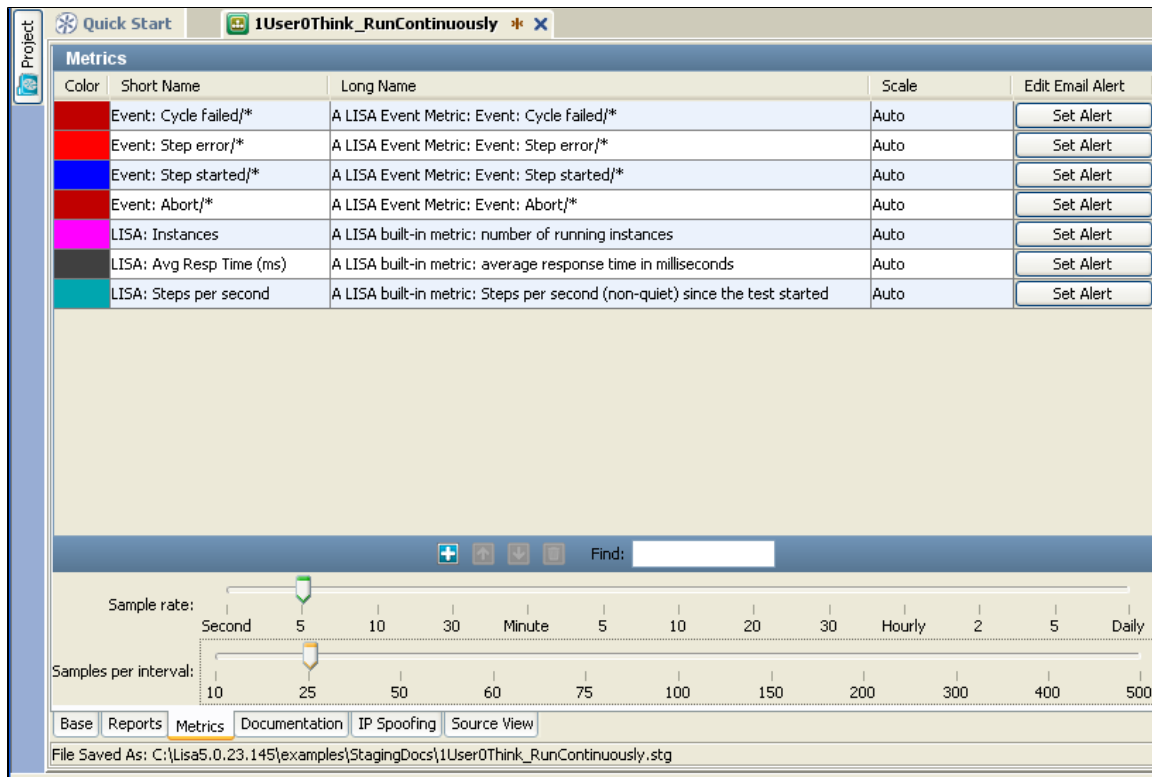 Project
Quick Start
1User0Think_RunContinuously
Metrics
Color Short Name Long Name Scale Edit Email Alert
Event: Cycle failed/* A LISA Event Metric: Event: Cycle failed/* Auto Set Alert
Event: Step error/* A LISA Event Metric: Event: Step error/* Auto Set Alert
Event: Step started/* A LISA Event Metric: Event: Step started/* Auto Set Alert
Event: Abort/* A LISA Event Metric: Event: Abort/* Auto Set Alert
LISA: Instances A LISA built-in metric: number of running instances Auto Set Alert
LISA: Avg Resp Time (ms) A LISA built-in metric: average response time in milliseconds Auto Set Alert
LISA: Steps per second A LISA built-in metric: Steps per second (non-quiet) since the test started Auto Set Alert
Find:
Sample rate:
Second 5 10 30 Minute 5 10 20 30 Hourly 2 5 Daily
Samples per interval:
10 25 50 60 75 100 150 200 300 400 500
Base Reports Metrics Documentation IP Spoofing Source View
File Saved As: C:\Lisa5.0.23.145\examples\StagingDocs\1User0Think_RunContinuously.stg